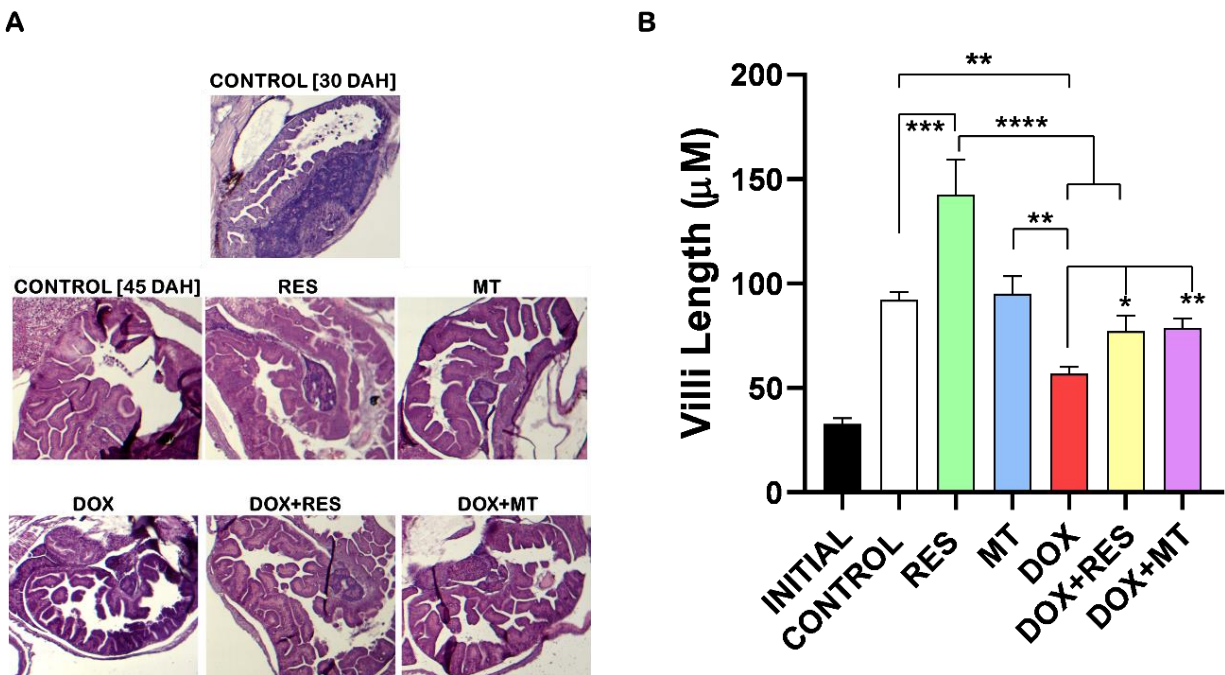 A
CONTROL [30 DAH]
CONTROL [45 DAH] RES MT
DOX DOX+RES DOX+MT
B
Villi Length (μM)
200
150
100
50
0
**
***
****
**
*
**
INITIAL
CONTROL
RES
MT
DOX
DOX+RES
DOX+MT